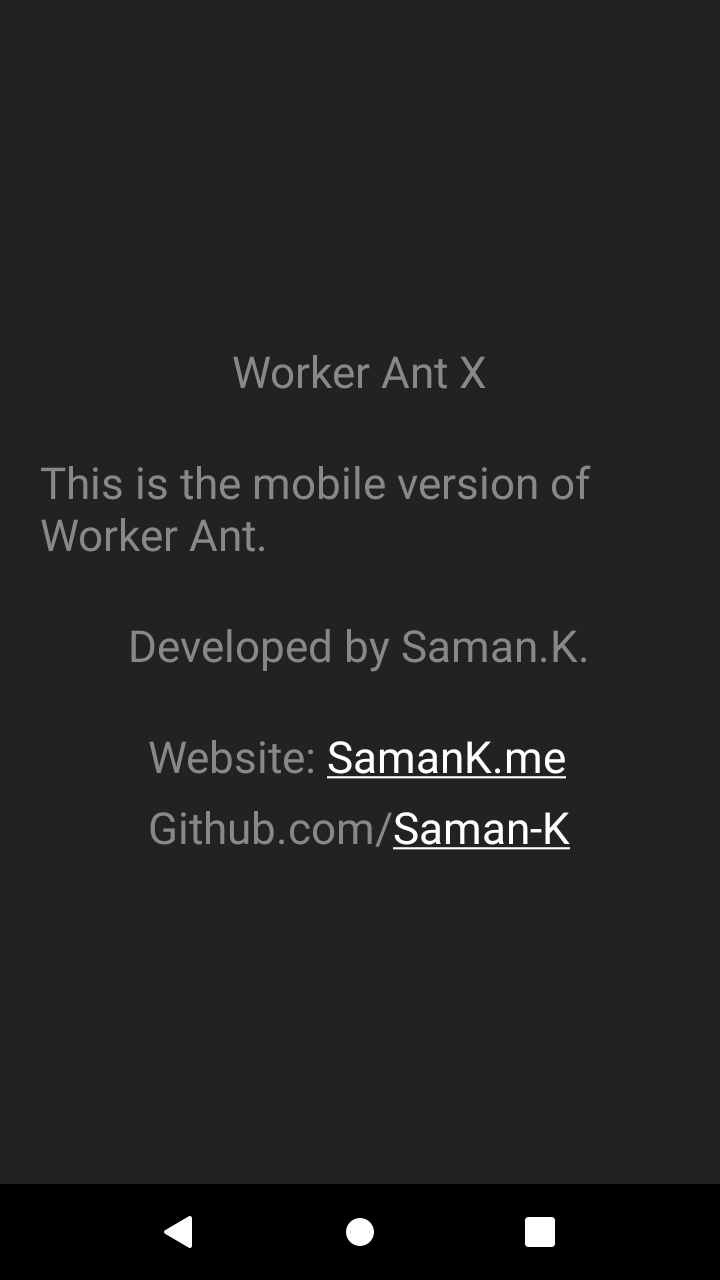 Worker Ant X
This is the mobile version of
Worker Ant.
Developed by Saman.K.
Website: SamanK.me
Github.com/Saman-K